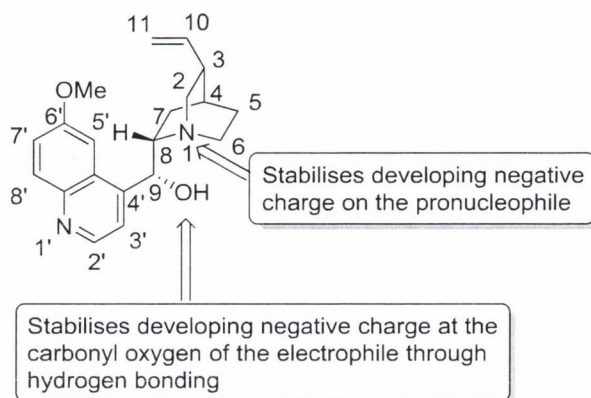 11
10
3
2
OMe
4
5
6'
5'
7
7'
H
N
1
6
8
8'
9
OH
4'
N
3'
1'
2'
Stabilises developing negative
charge on the pronucleophile
Stabilises developing negative charge at the
carbonyl oxygen of the electrophile through
hydrogen bonding